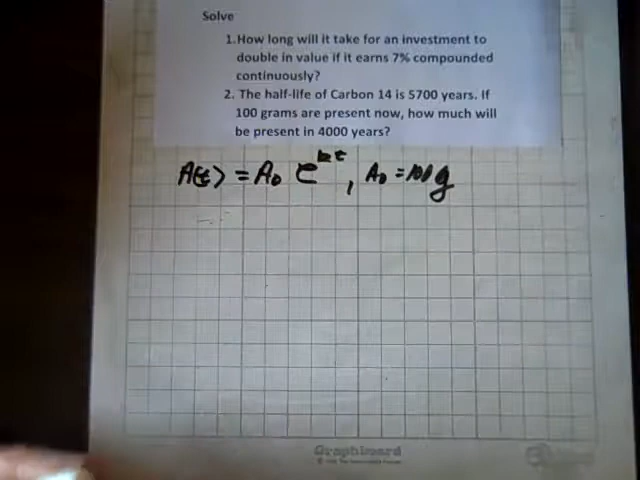 Solve
1. How long will it take for an investment to
double in value if it earns 7% compounded
continuously?
2. The half-life of Carbon 14 is 5700 years. If
100 grams are present now, how much will
be present in 4000 years?
A(t) = A₀ e^kt, A₀ = 100 g
Graphboard